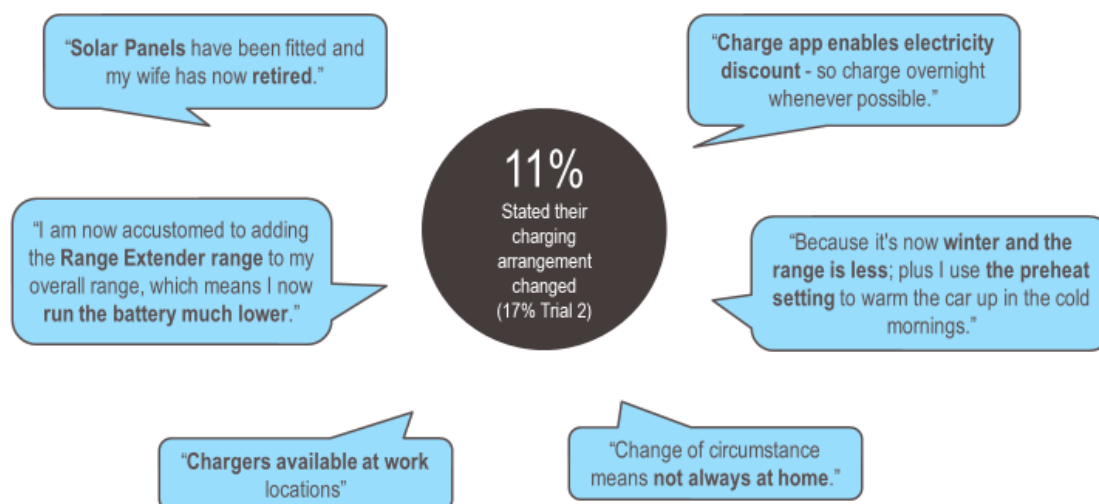 “Solar Panels have been fitted and
my wife has now retired.”
“Charge app enables electricity
discount - so charge overnight
whenever possible.”
11%
Stated their
charging
arrangement
changed
(17% Trial 2)
“I am now accustomed to adding
the Range Extender range to my
overall range, which means I now
run the battery much lower.”
“Because it's now winter and the
range is less; plus I use the preheat
setting to warm the car up in the cold
mornings.”
“Chargers available at work
locations”
“Change of circumstance
means not always at home.”